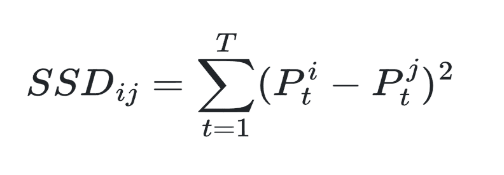 $SSD_{ij} = \sum_{t=1}^{T} (P_t^i - P_t^j)^2$